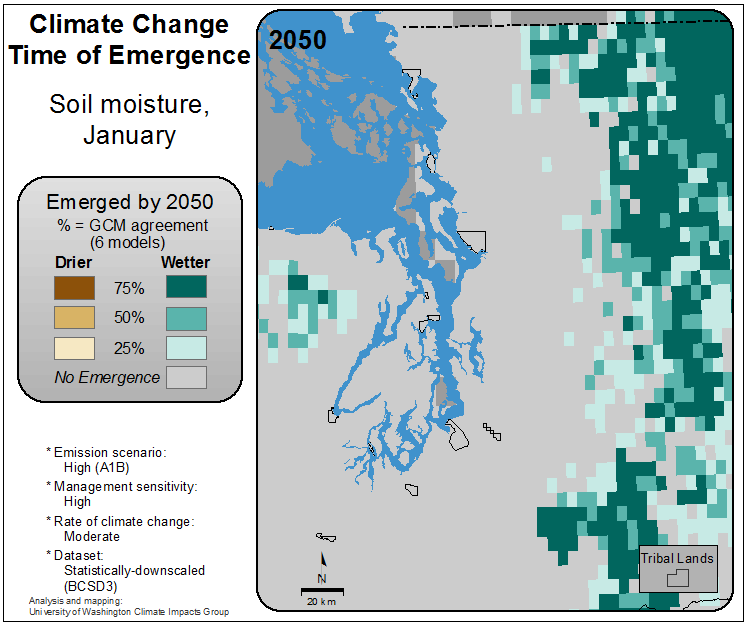 Climate Change
Time of Emergence
Soil moisture,
January
Emerged by 2050
% = GCM agreement
(6 models)
Drier Wetter
75%
50%
25%
No Emergence
* Emission scenario:
High (A1B)
* Management sensitivity:
High
* Rate of climate change:
Moderate
* Dataset:
Statistically-downscaled
(BCSD3)
Analysis and mapping:
University of Washington Climate Impacts Group
2050
N
20 km
Tribal Lands